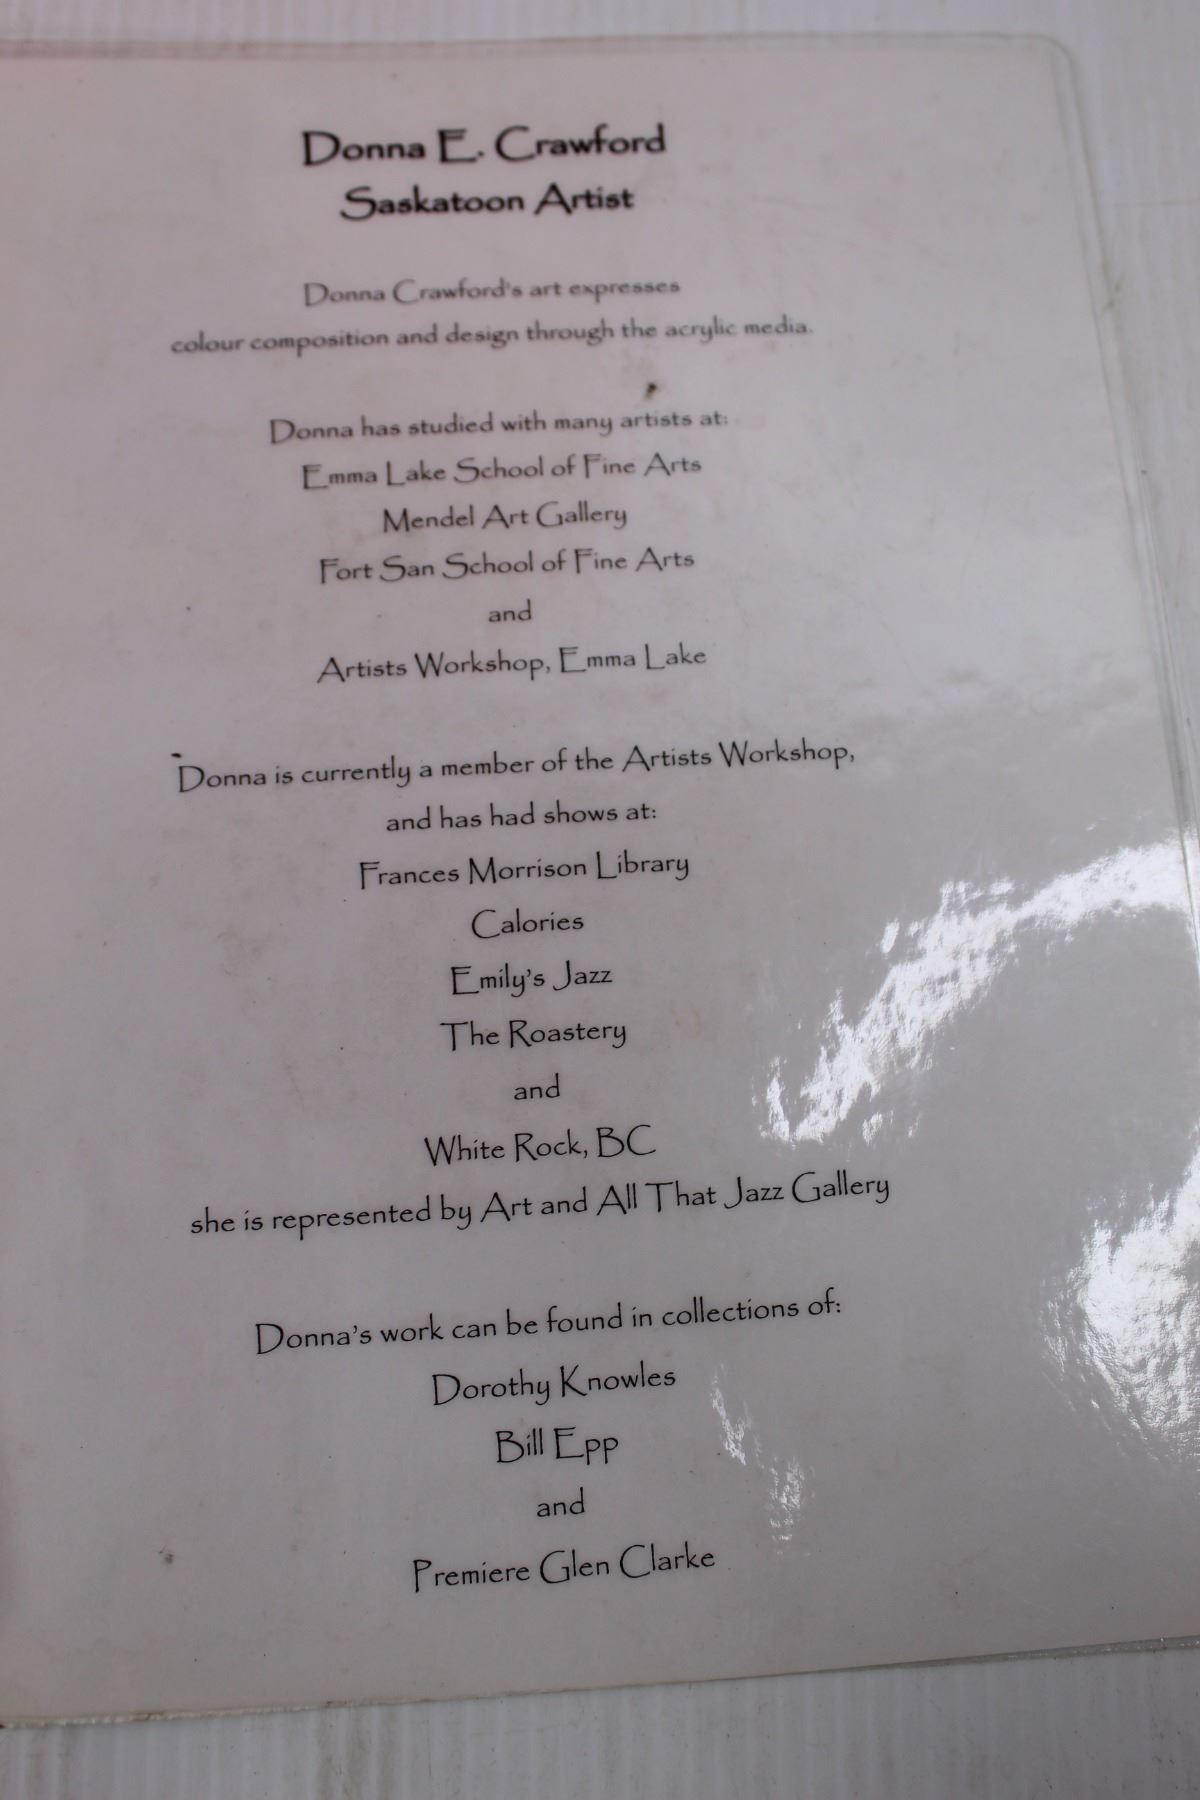 Donna E. Crawford
Saskatoon Artist
Donna Crawford's art expresses
colour composition and design through the acrylic media.
Donna has studied with many artists at:
Emma Lake School of Fine Arts
Mendel Art Gallery
Fort San School of Fine Arts
and
Artists Workshop, Emma Lake
Donna is currently a member of the Artists Workshop,
and has had shows at:
Frances Morrison Library
Calories
Emily's Jazz
The Roastery
and
White Rock, BC
she is represented by Art and All That Jazz Gallery
Donna's work can be found in collections of:
Dorothy Knowles
Bill Epp
and
Premiere Glen Clarke